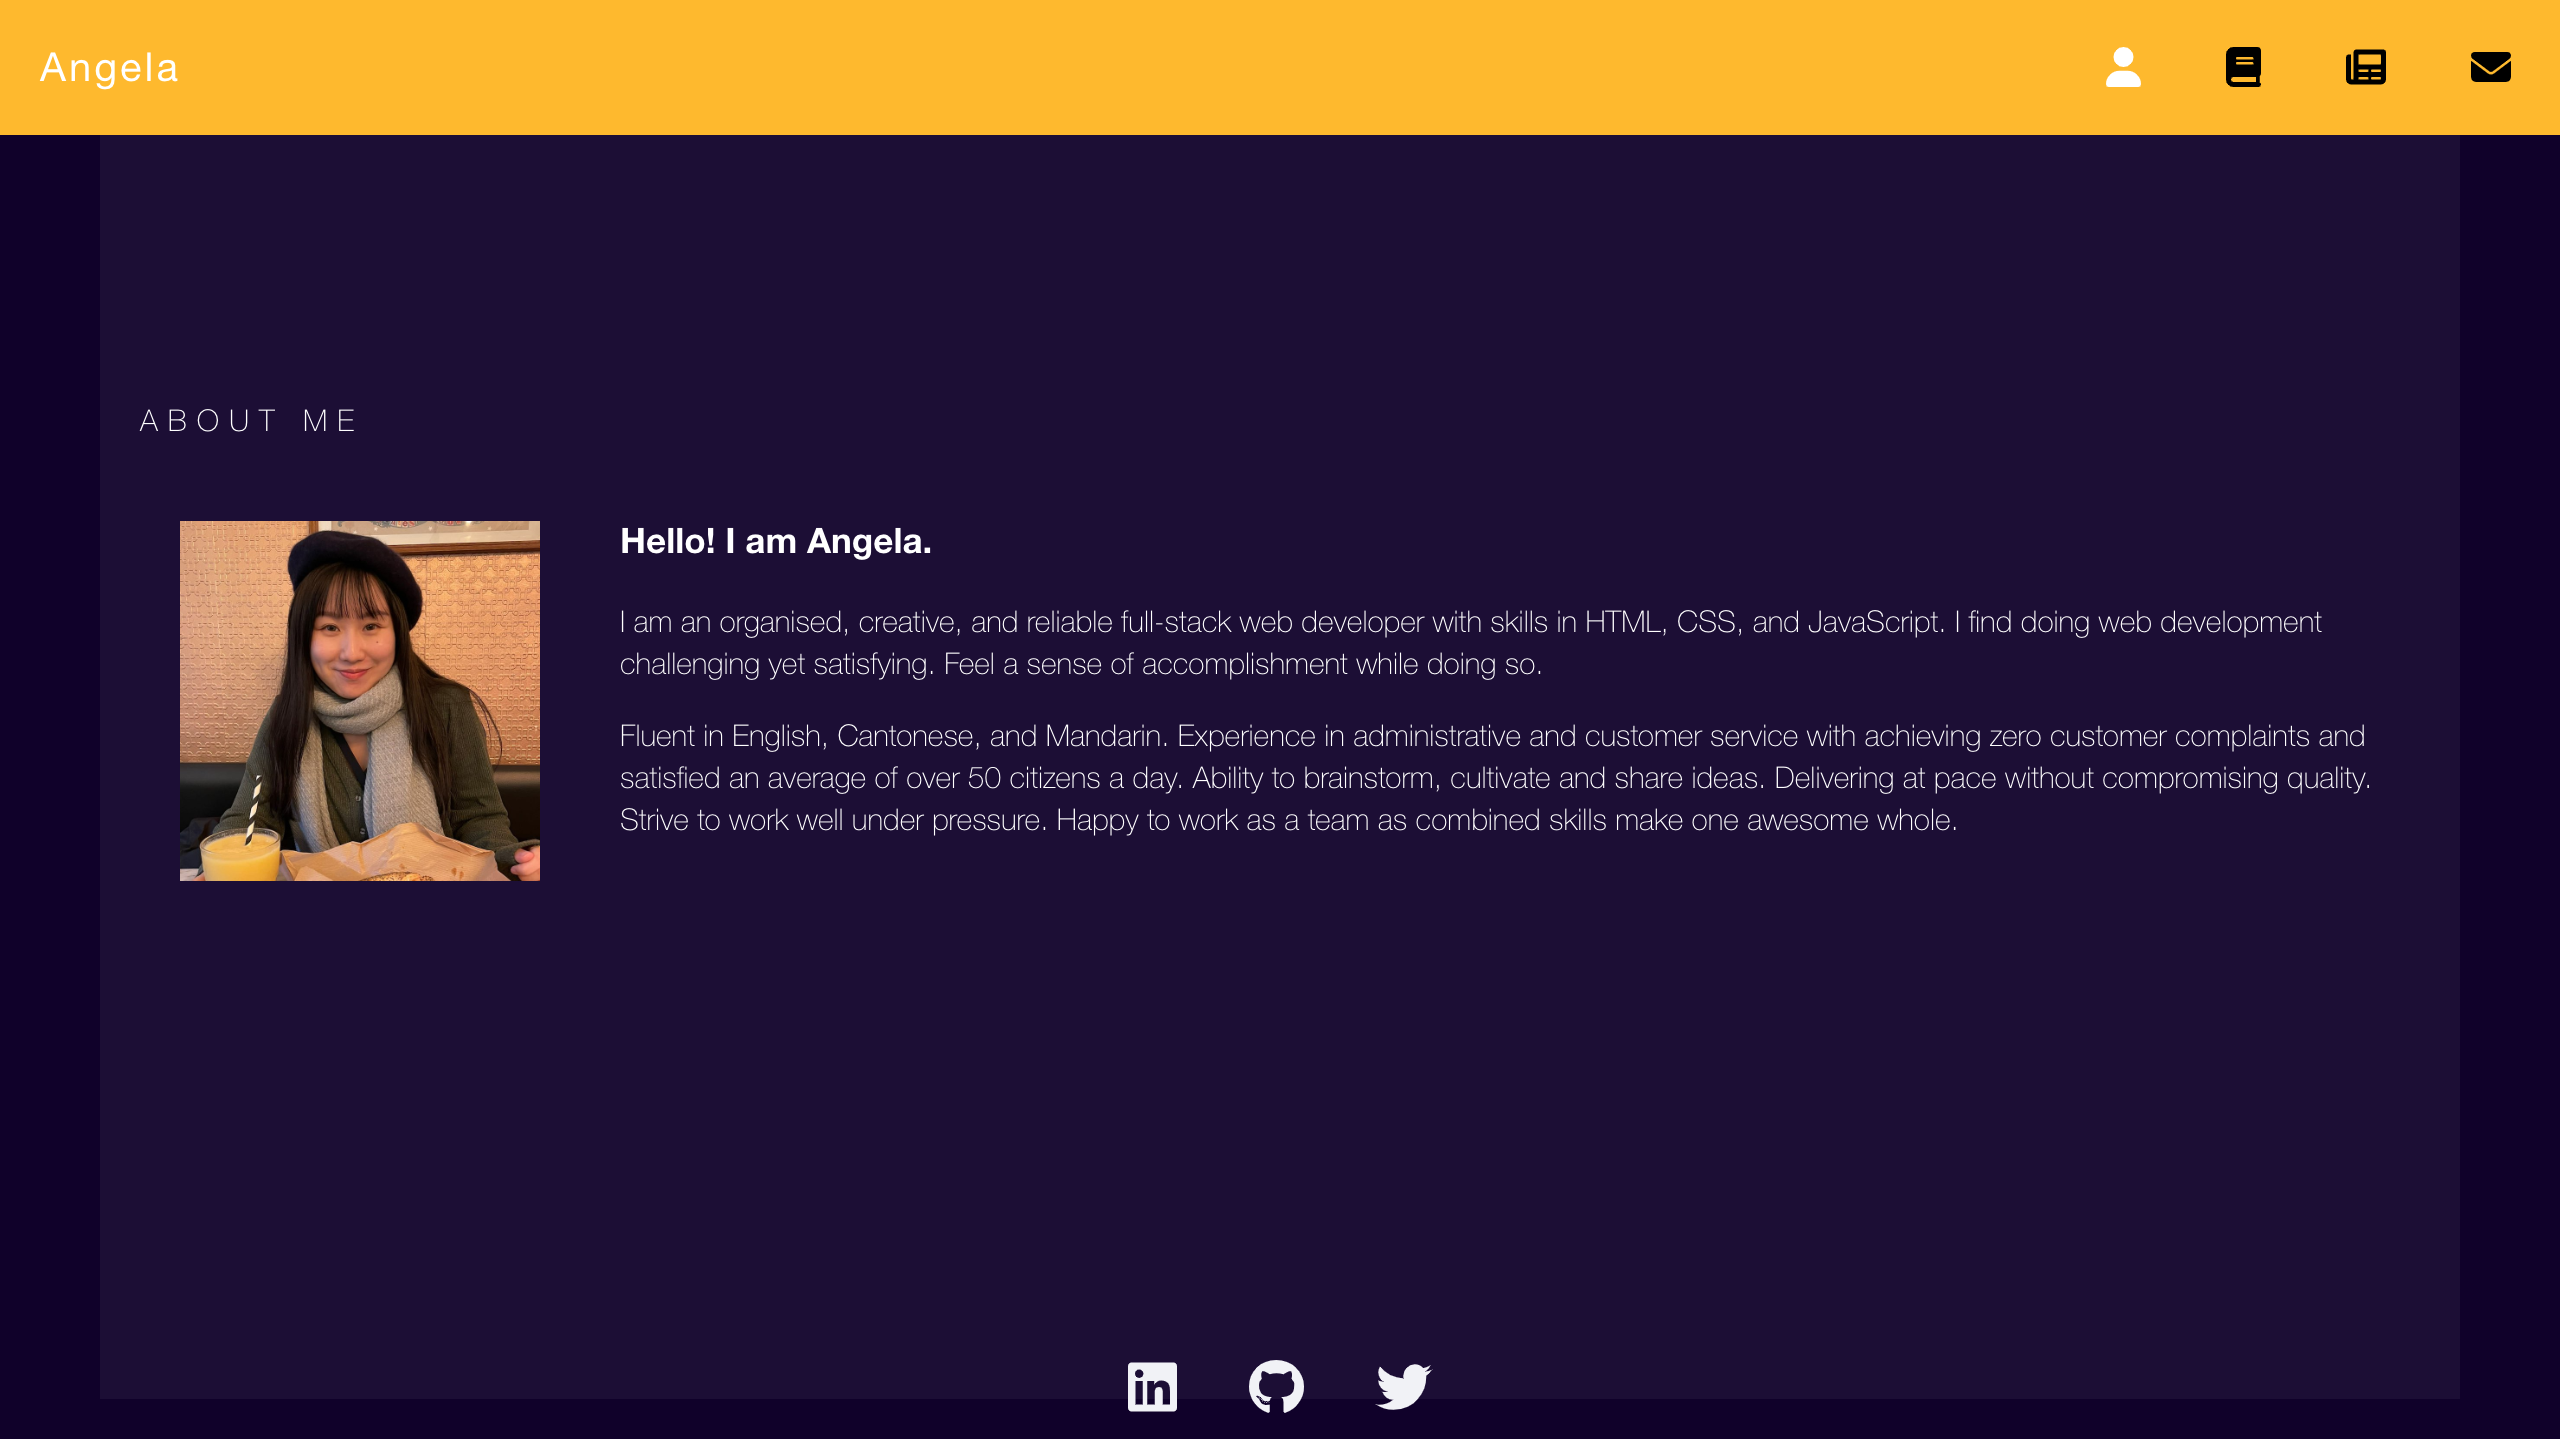 Angela
ABOUT ME
Hello! I am Angela.
I am an organised, creative, and reliable full-stack web developer with skills in HTML, CSS, and JavaScript. I find doing web development
challenging yet satisfying. Feel a sense of accomplishment while doing so.
Fluent in English, Cantonese, and Mandarin. Experience in administrative and customer service with achieving zero customer complaints and
satisfied an average of over 50 citizens a day. Ability to brainstorm, cultivate and share ideas. Delivering at pace without compromising quality.
Strive to work well under pressure. Happy to work as a team as combined skills make one awesome whole.
in